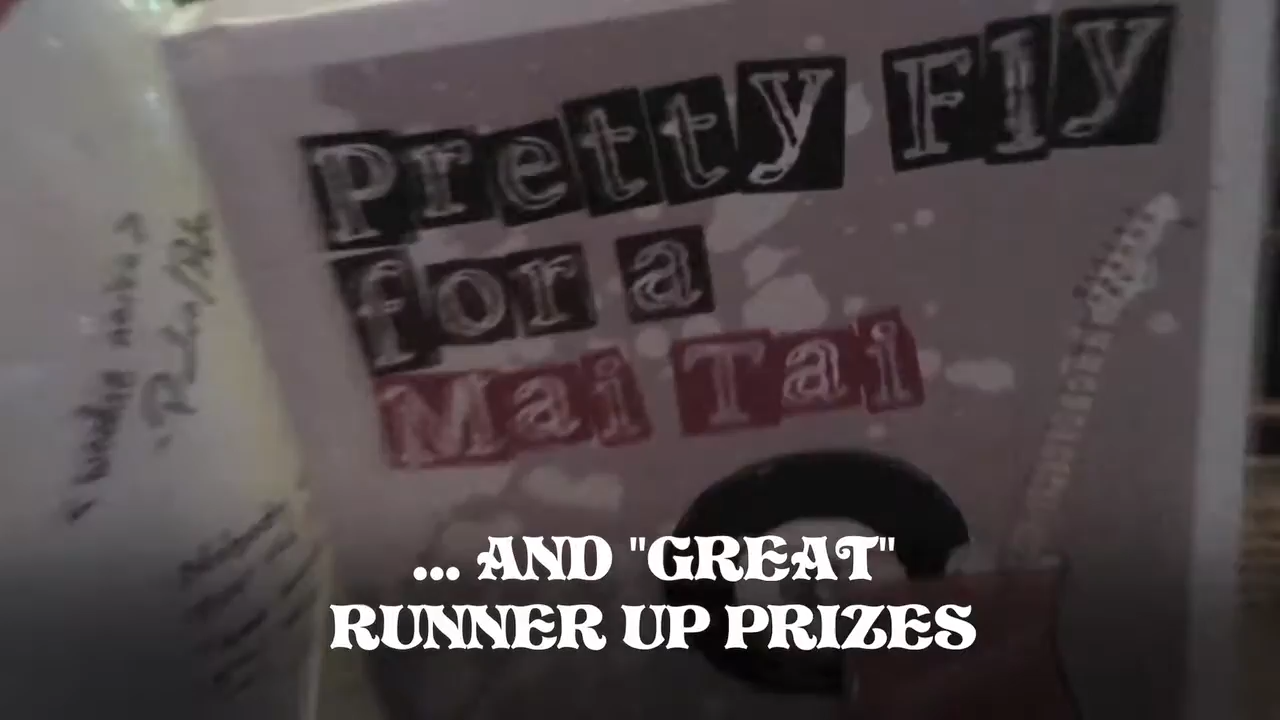 Pretty Fly
for a
Mai Tai
... AND "GREAT"
RUNNER UP PRIZES